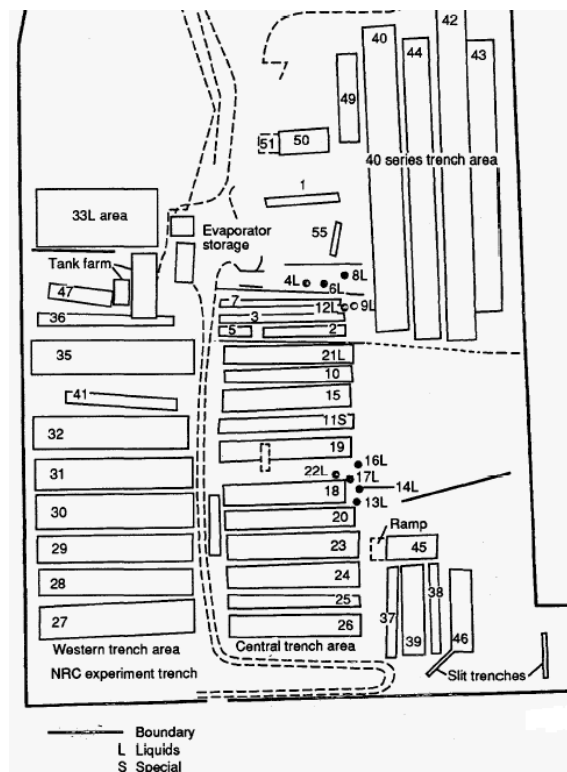 42
40
44
43
49
51
50
40 series trench area
1
33L area
Evaporator
storage
55
Tank farm
8L
4L
6L
47
7
12L
9L
36
3
5
2
35
21L
10
41
15
11S
32
19
16L
31
22L
17L
18
14L
13L
30
20
Ramp
29
23
45
28
24
38
25
37
27
26
39
46
Western trench area
Central trench area
NRC experiment trench
Slit trenches
Boundary
L Liquids
S Special